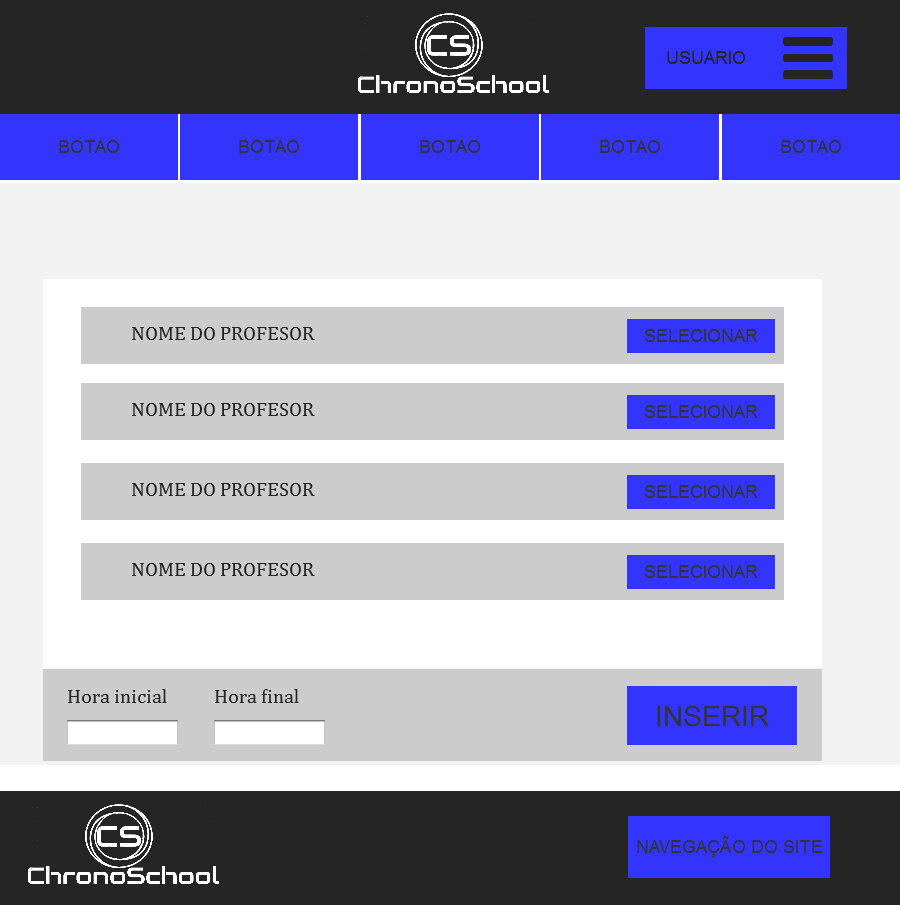 CS
ChronoSchool
USUARIO
BOTAO BOTAO BOTAO BOTAO BOTAO
NOME DO PROFESOR SELECIONAR
NOME DO PROFESOR SELECIONAR
NOME DO PROFESOR SELECIONAR
NOME DO PROFESOR SELECIONAR
Hora inicial Hora final
INSERIR
CS
ChronoSchool
NAVEGAÇÃO DO SITE